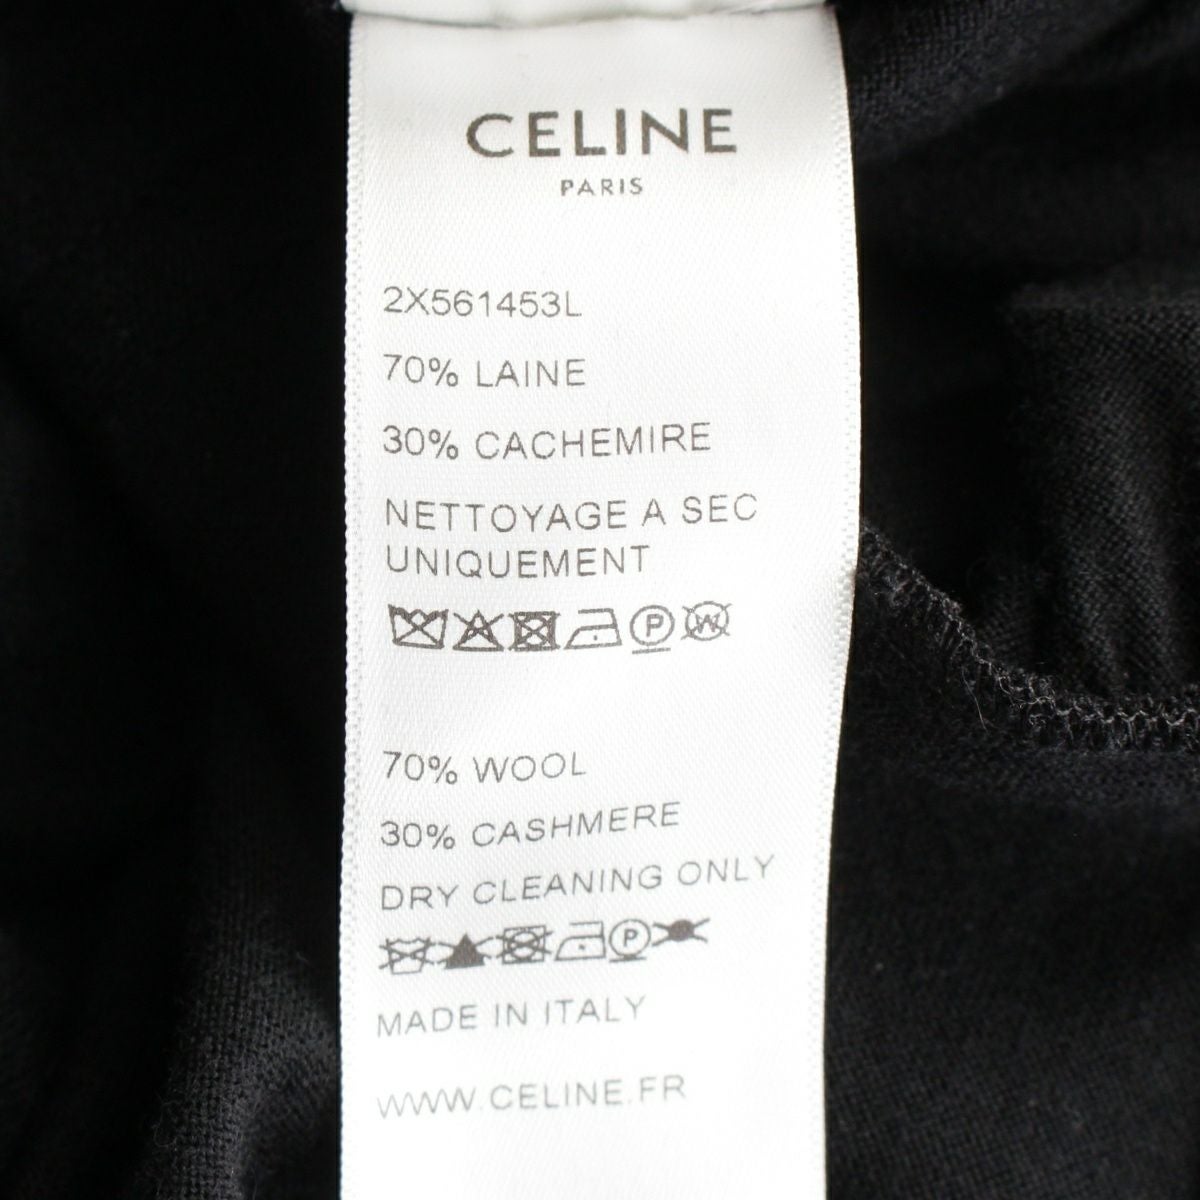 CELINE
PARIS
2X561453L
70% LAINE
30% CACHEMIRE
NETTOYAGE A SEC
UNIQUEMENT
P W
70% WOOL
30% CASHMERE
DRY CLEANING ONLY
P
MADE IN ITALY
WWW.CELINE.FR